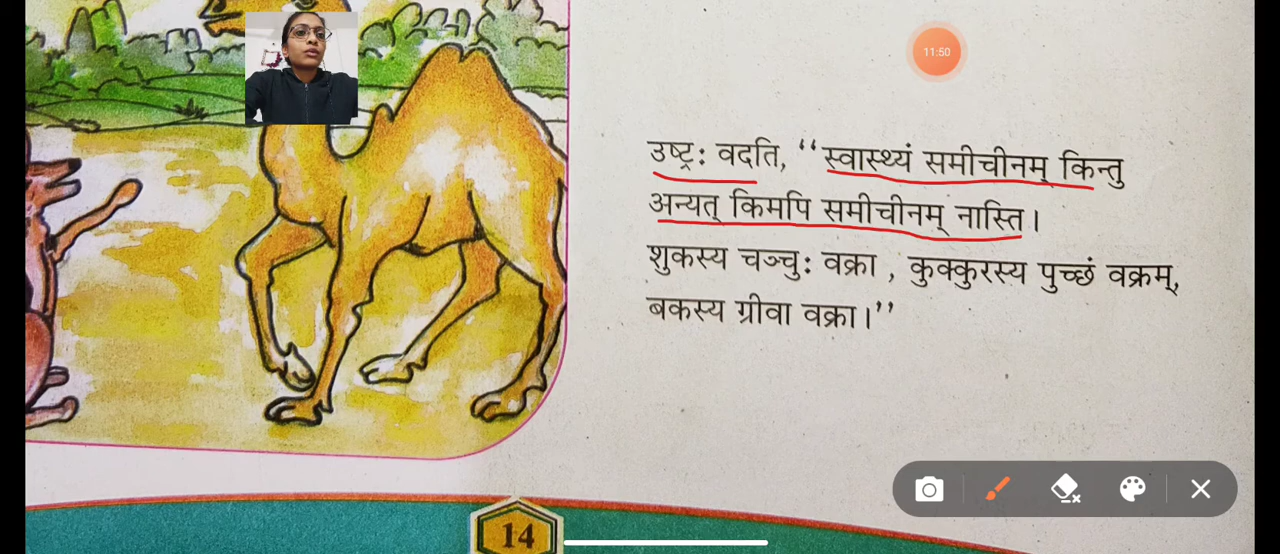 11:50
उष्ट्रः वदति, ‘‘स्वास्थ्यं समीचीनम् किन्तु
अन्यत् किमपि समीचीनम् नास्ति।
शुकस्य चञ्चुः वक्रा , कुक्कुरस्य पुच्छं वक्रम्,
बकस्य ग्रीवा वक्रा।’’
14